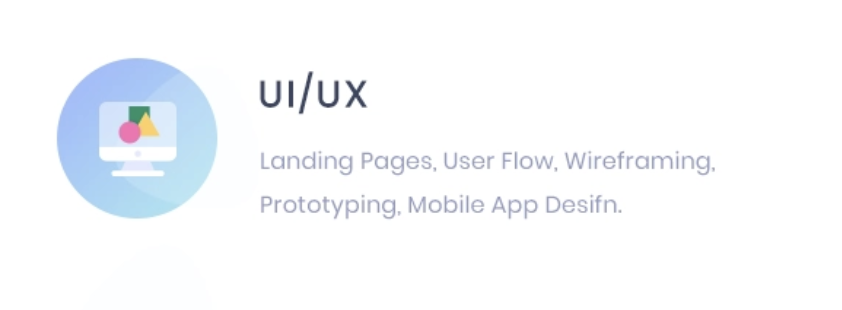 UI/UX
Landing Pages, User Flow, Wireframing,
Prototyping, Mobile App Desifn.